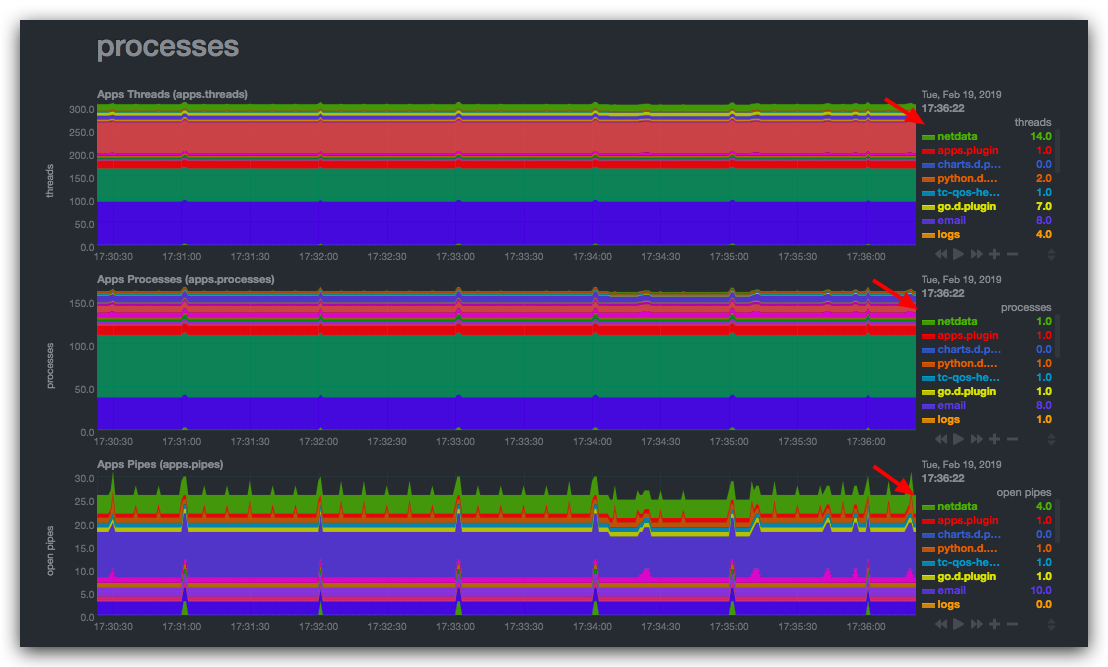 processes
Apps Threads (apps.threads)
Tue, Feb 19, 2019
17:36:22
threads
300.0
250.0
200.0
150.0
100.0
50.0
0.0
threads
netdata 14.0
apps.plugin 1.0
charts.d.p... 0.0
python.d.... 2.0
tc-qos-he... 1.0
go.d.plugin 7.0
email 8.0
logs 4.0
17:30:30 17:31:00 17:31:30 17:32:00 17:32:30 17:33:00 17:33:30 17:34:00 17:34:30 17:35:00 17:35:30 17:36:00
Apps Processes (apps.processes)
Tue, Feb 19, 2019
17:36:22
processes
150.0
100.0
50.0
0.0
processes
netdata 1.0
apps.plugin 1.0
charts.d.p... 0.0
python.d.... 1.0
tc-qos-he... 1.0
go.d.plugin 1.0
email 8.0
logs 1.0
17:30:30 17:31:00 17:31:30 17:32:00 17:32:30 17:33:00 17:33:30 17:34:00 17:34:30 17:35:00 17:35:30 17:36:00
Apps Pipes (apps.pipes)
Tue, Feb 19, 2019
17:36:22
open pipes
30.0
25.0
20.0
15.0
10.0
5.0
0.0
open pipes
netdata 4.0
apps.plugin 1.0
charts.d.p... 0.0
python.d.... 1.0
tc-qos-he... 1.0
go.d.plugin 1.0
email 10.0
logs 0.0
17:30:30 17:31:00 17:31:30 17:32:00 17:32:30 17:33:00 17:33:30 17:34:00 17:34:30 17:35:00 17:35:30 17:36:00